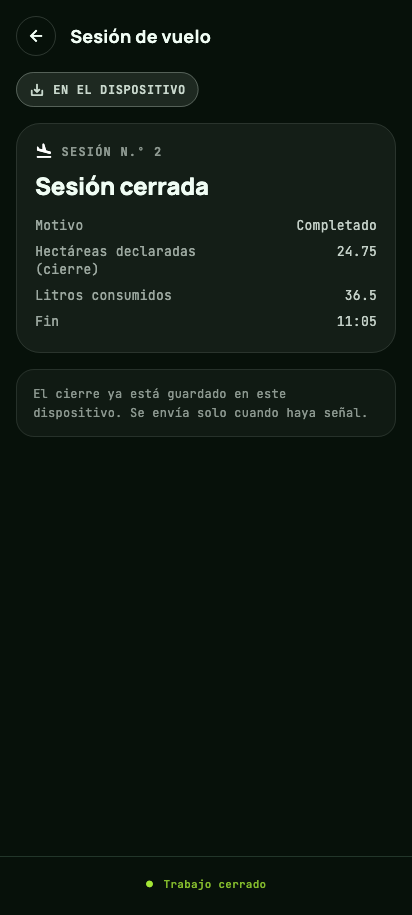 Sesión de vuelo
EN EL DISPOSITIVO
SESIÓN N.° 2
Sesión cerrada
Motivo Completado
Hectáreas declaradas (cierre) 24.75
Litros consumidos 36.5
Fin 11:05
El cierre ya está guardado en este
dispositivo. Se envía solo cuando haya señal.
Trabajo cerrado